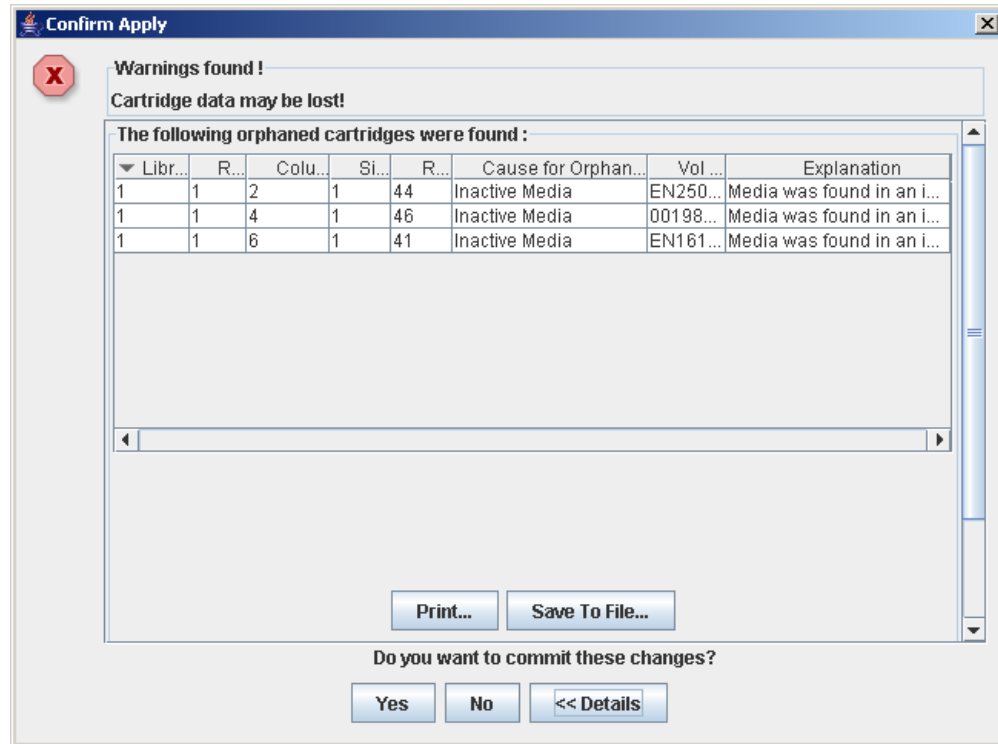 Confirm Apply
Warnings found !
Cartridge data may be lost!
The following orphaned cartridges were found :
Libr... R... Colu... Si... R... Cause for Orphan... Vol ... Explanation
1 1 2 1 44 Inactive Media EN250... Media was found in an i...
1 1 4 1 46 Inactive Media 00198... Media was found in an i...
1 1 6 1 41 Inactive Media EN161... Media was found in an i...
Print... Save To File...
Do you want to commit these changes?
Yes No << Details